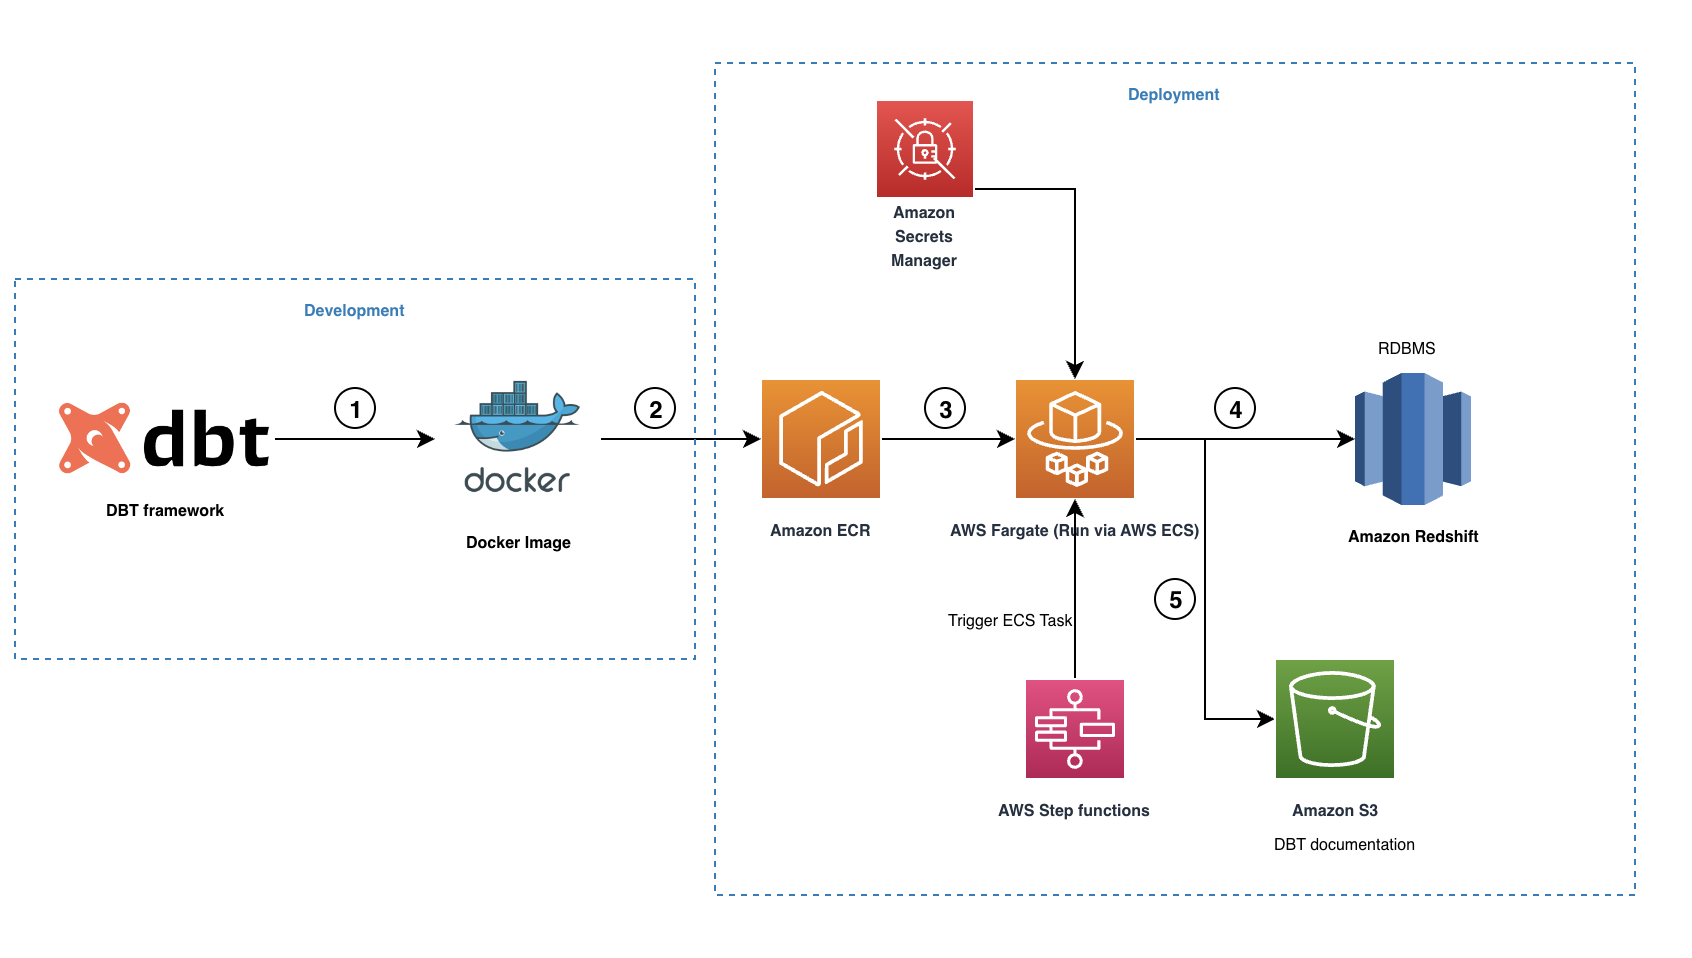 Deployment
Amazon
Secrets
Manager
Development
RDBMS
1
2
3
4
dbt
docker
DBT framework
Docker Image
Amazon ECR
AWS Fargate (Run via AWS ECS)
Amazon Redshift
5
Trigger ECS Task
AWS Step functions
Amazon S3
DBT documentation